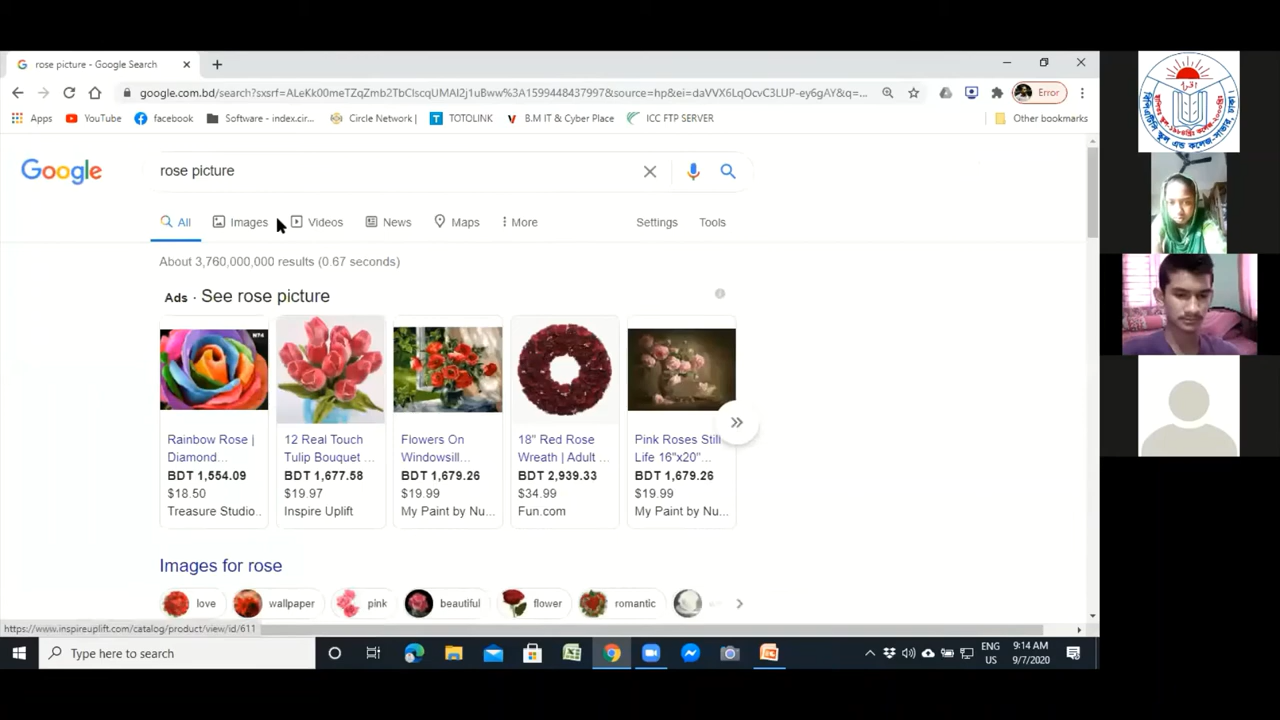 rose picture - Google Search
google.com.bd/search?sxsrf=ALeKk00meTZqZmb2TbCIscqUMAI2j1uBww%3A1599448437997&source=hp&ei=daVVX6LqOcvC3LUP-ey6gAY&q=...
Error
Apps YouTube facebook Software - index.cir... Circle Network | TOTOLINK B.M IT & Cyber Place ICC FTP SERVER Other bookmarks
Google rose picture
All Images Videos News Maps More Settings Tools
About 3,760,000,000 results (0.67 seconds)
Ads · See rose picture
NT4
Rainbow Rose | Diamond...
BDT 1,554.09
$18.50
Treasure Studio..
12 Real Touch Tulip Bouquet ...
BDT 1,677.58
$19.97
Inspire Uplift
Flowers On Windowsill...
BDT 1,679.26
$19.99
My Paint by Nu...
18" Red Rose Wreath | Adult ...
BDT 2,939.33
$34.99
Fun.com
Pink Roses Still Life 16"x20" ...
BDT 1,679.26
$19.99
My Paint by Nu...
Images for rose
love wallpaper pink beautiful flower romantic
https://www.inspireuplift.com/catalog/product/view/id/611
Type here to search
ENG
US
9:14 AM
9/7/2020